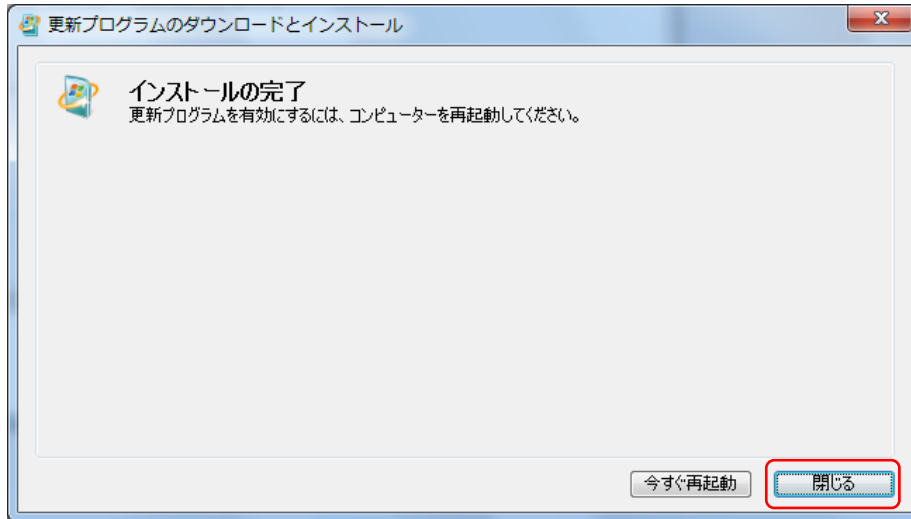 更新プログラムのダウンロードとインストール
インストールの完了
更新プログラムを有効にするには、コンピューターを再起動してください。
今すぐ再起動
閉じる